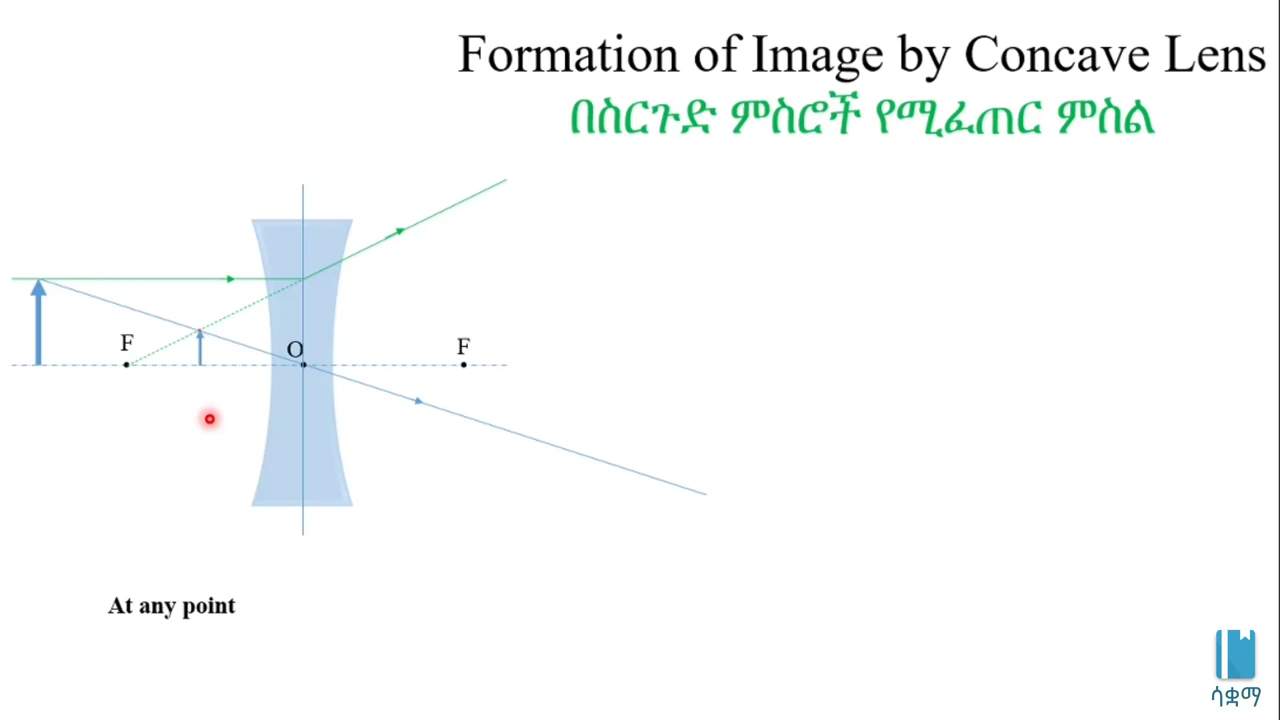 Formation of Image by Concave Lens
በስርጉድ ምስሮች የሚፈጠር ምስል
F
O
F
At any point
ሳቋማ